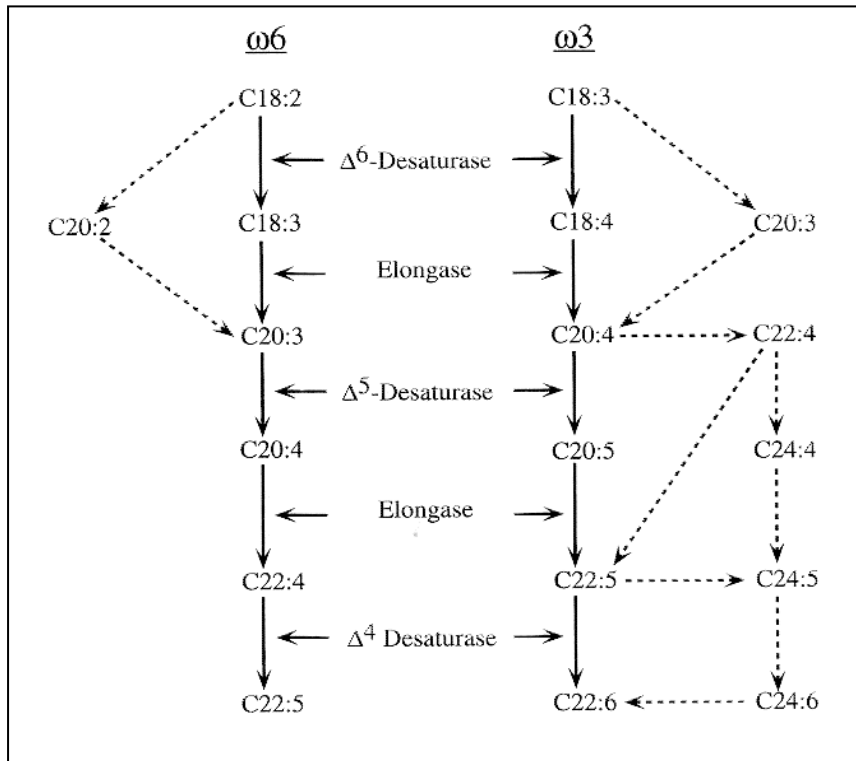 ω6 ω3
C18:2 C18:3
Δ6-Desaturase
C20:2 C18:3 C18:4 C20:3
Elongase
C20:3 C20:4 C22:4
Δ5-Desaturase
C20:4 C20:5 C24:4
Elongase
C22:4 C22:5 C24:5
Δ4 Desaturase
C22:5 C22:6 C24:6